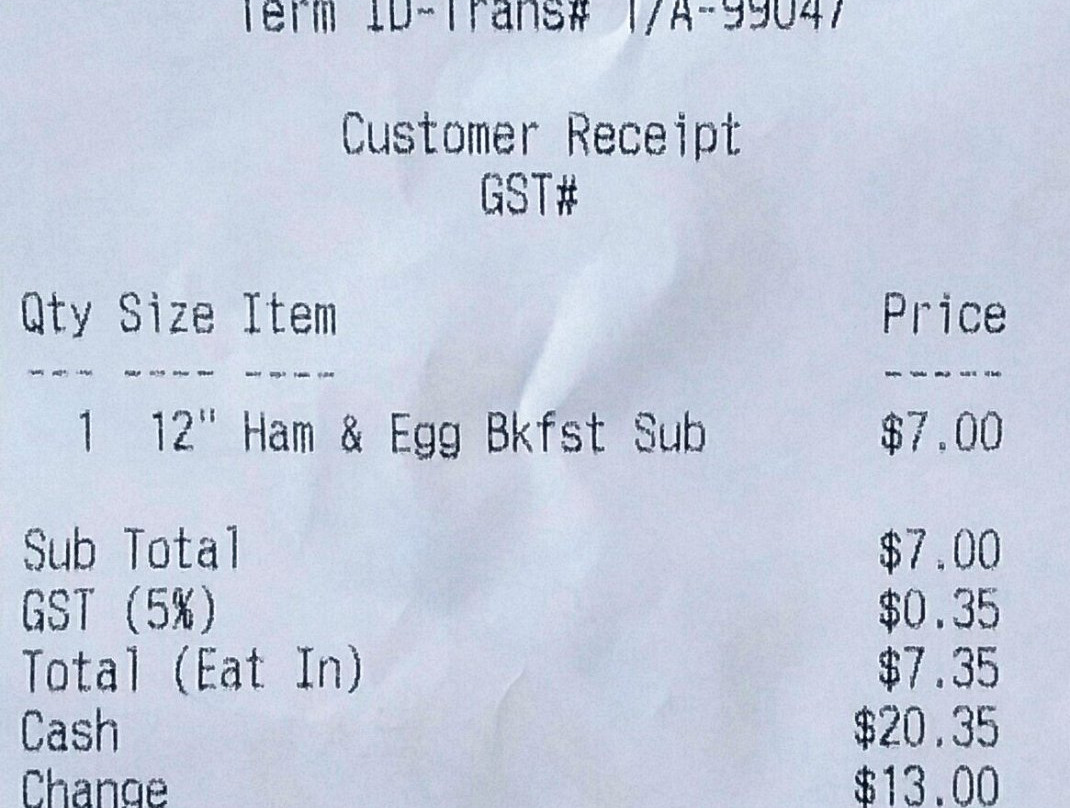 Term ID-Trans# 1/A-99047
Customer Receipt
GST#
Qty Size Item Price
--- ---- ---- -----
1 12" Ham & Egg Bkfst Sub $7.00
Sub Total $7.00
GST (5%) $0.35
Total (Eat In) $7.35
Cash $20.35
Change $13.00